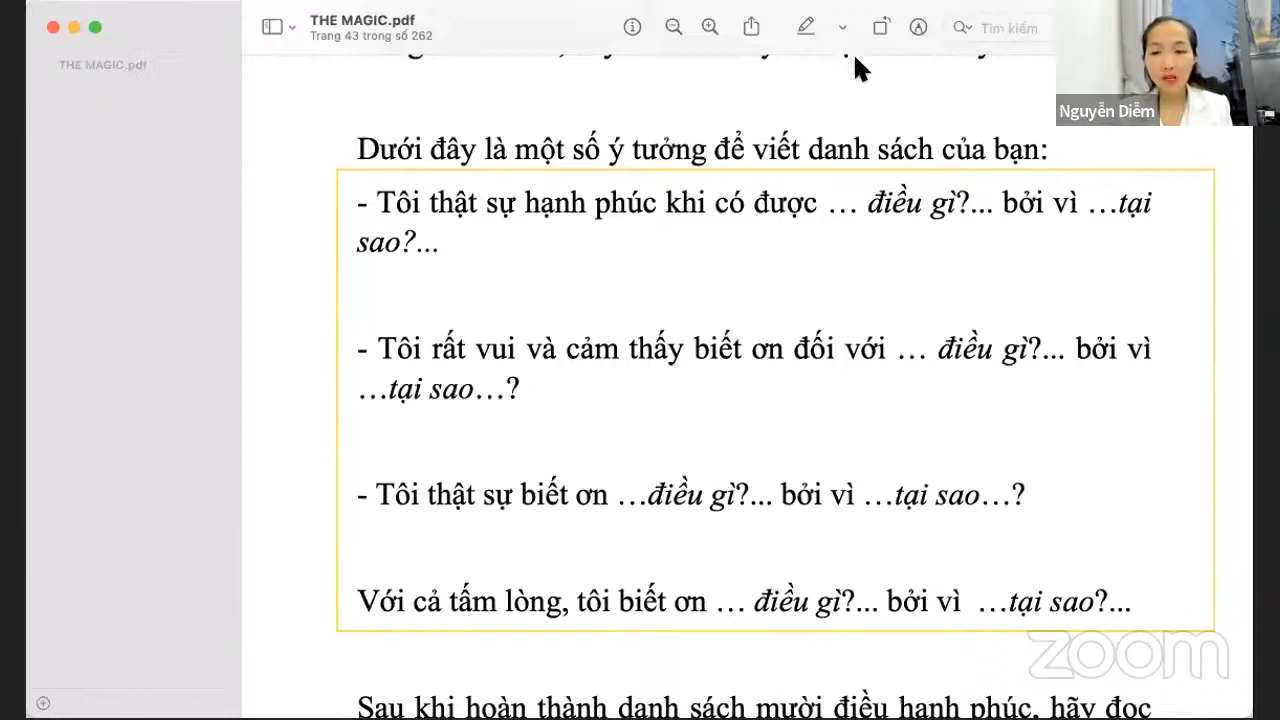 THE MAGIC.pdf
Trang 43 trong số 262
Tìm kiếm
THE MAGIC.pdf
Nguyễn Diễm
Dưới đây là một số ý tưởng để viết danh sách của bạn:
- Tôi thật sự hạnh phúc khi có được … điều gì?... bởi vì …tại
sao?...
- Tôi rất vui và cảm thấy biết ơn đối với … điều gì?... bởi vì
…tại sao…?
- Tôi thật sự biết ơn …điều gì?... bởi vì …tại sao…?
Với cả tấm lòng, tôi biết ơn … điều gì?... bởi vì …tại sao?...
zoom
Sau khi hoàn thành danh sách mười điều hạnh phúc, hãy đọc